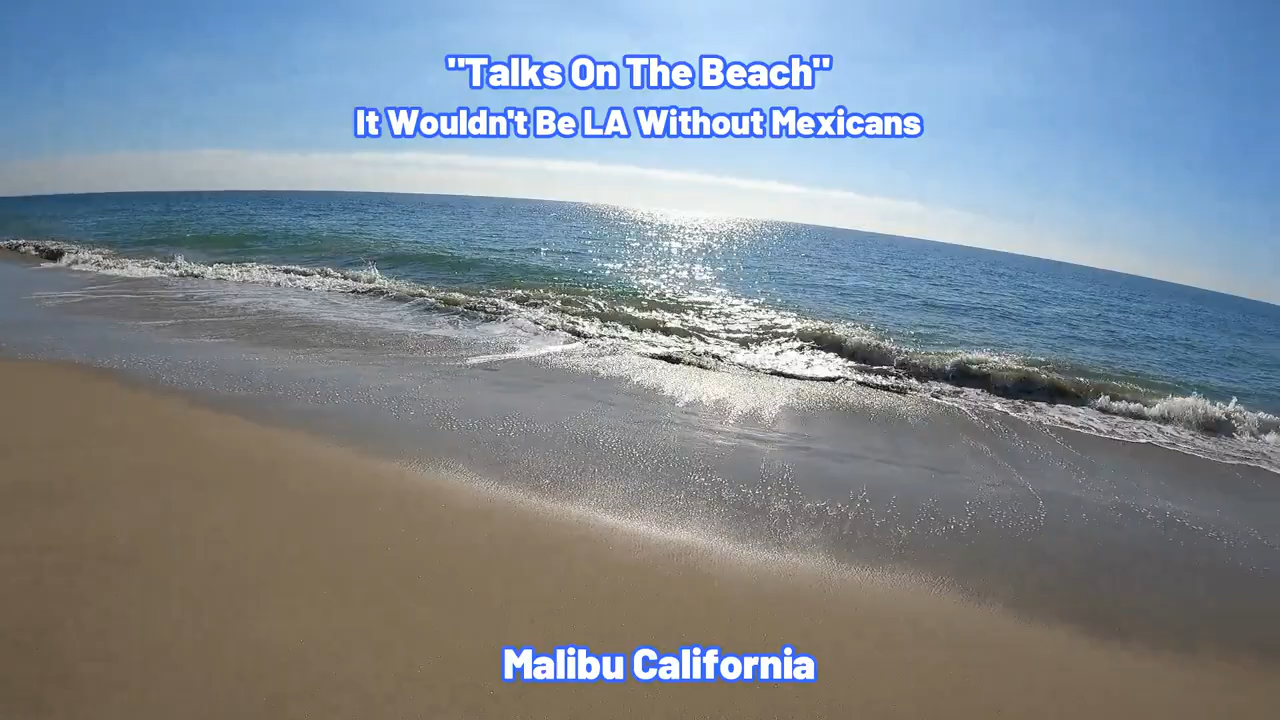 "Talks On The Beach"
It Wouldn't Be LA Without Mexicans
Malibu California